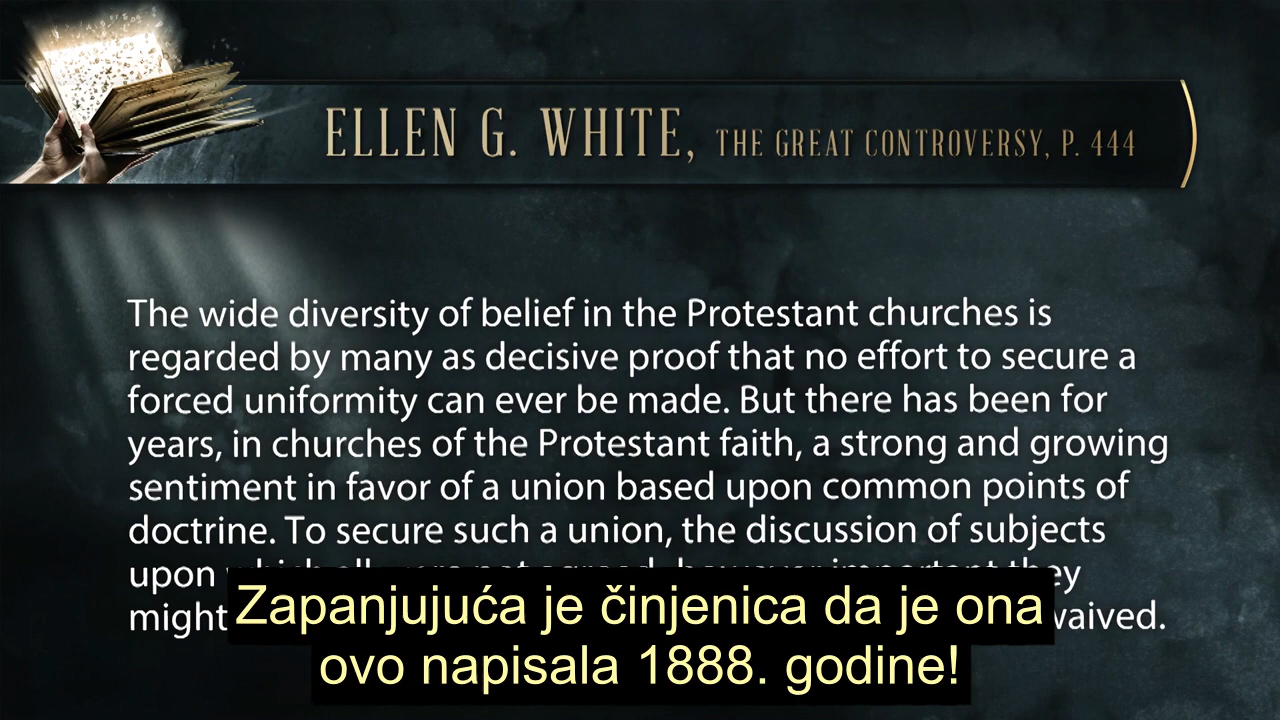 ELLEN G. WHITE, THE GREAT CONTROVERSY, P. 444
The wide diversity of belief in the Protestant churches is
regarded by many as decisive proof that no effort to secure a
forced uniformity can ever be made. But there has been for
years, in churches of the Protestant faith, a strong and growing
sentiment in favor of a union based upon common points of
doctrine. To secure such a union, the discussion of subjects
upon
might waived.
Zapanjujuća je činjenica da je ona
ovo napisala 1888. godine!